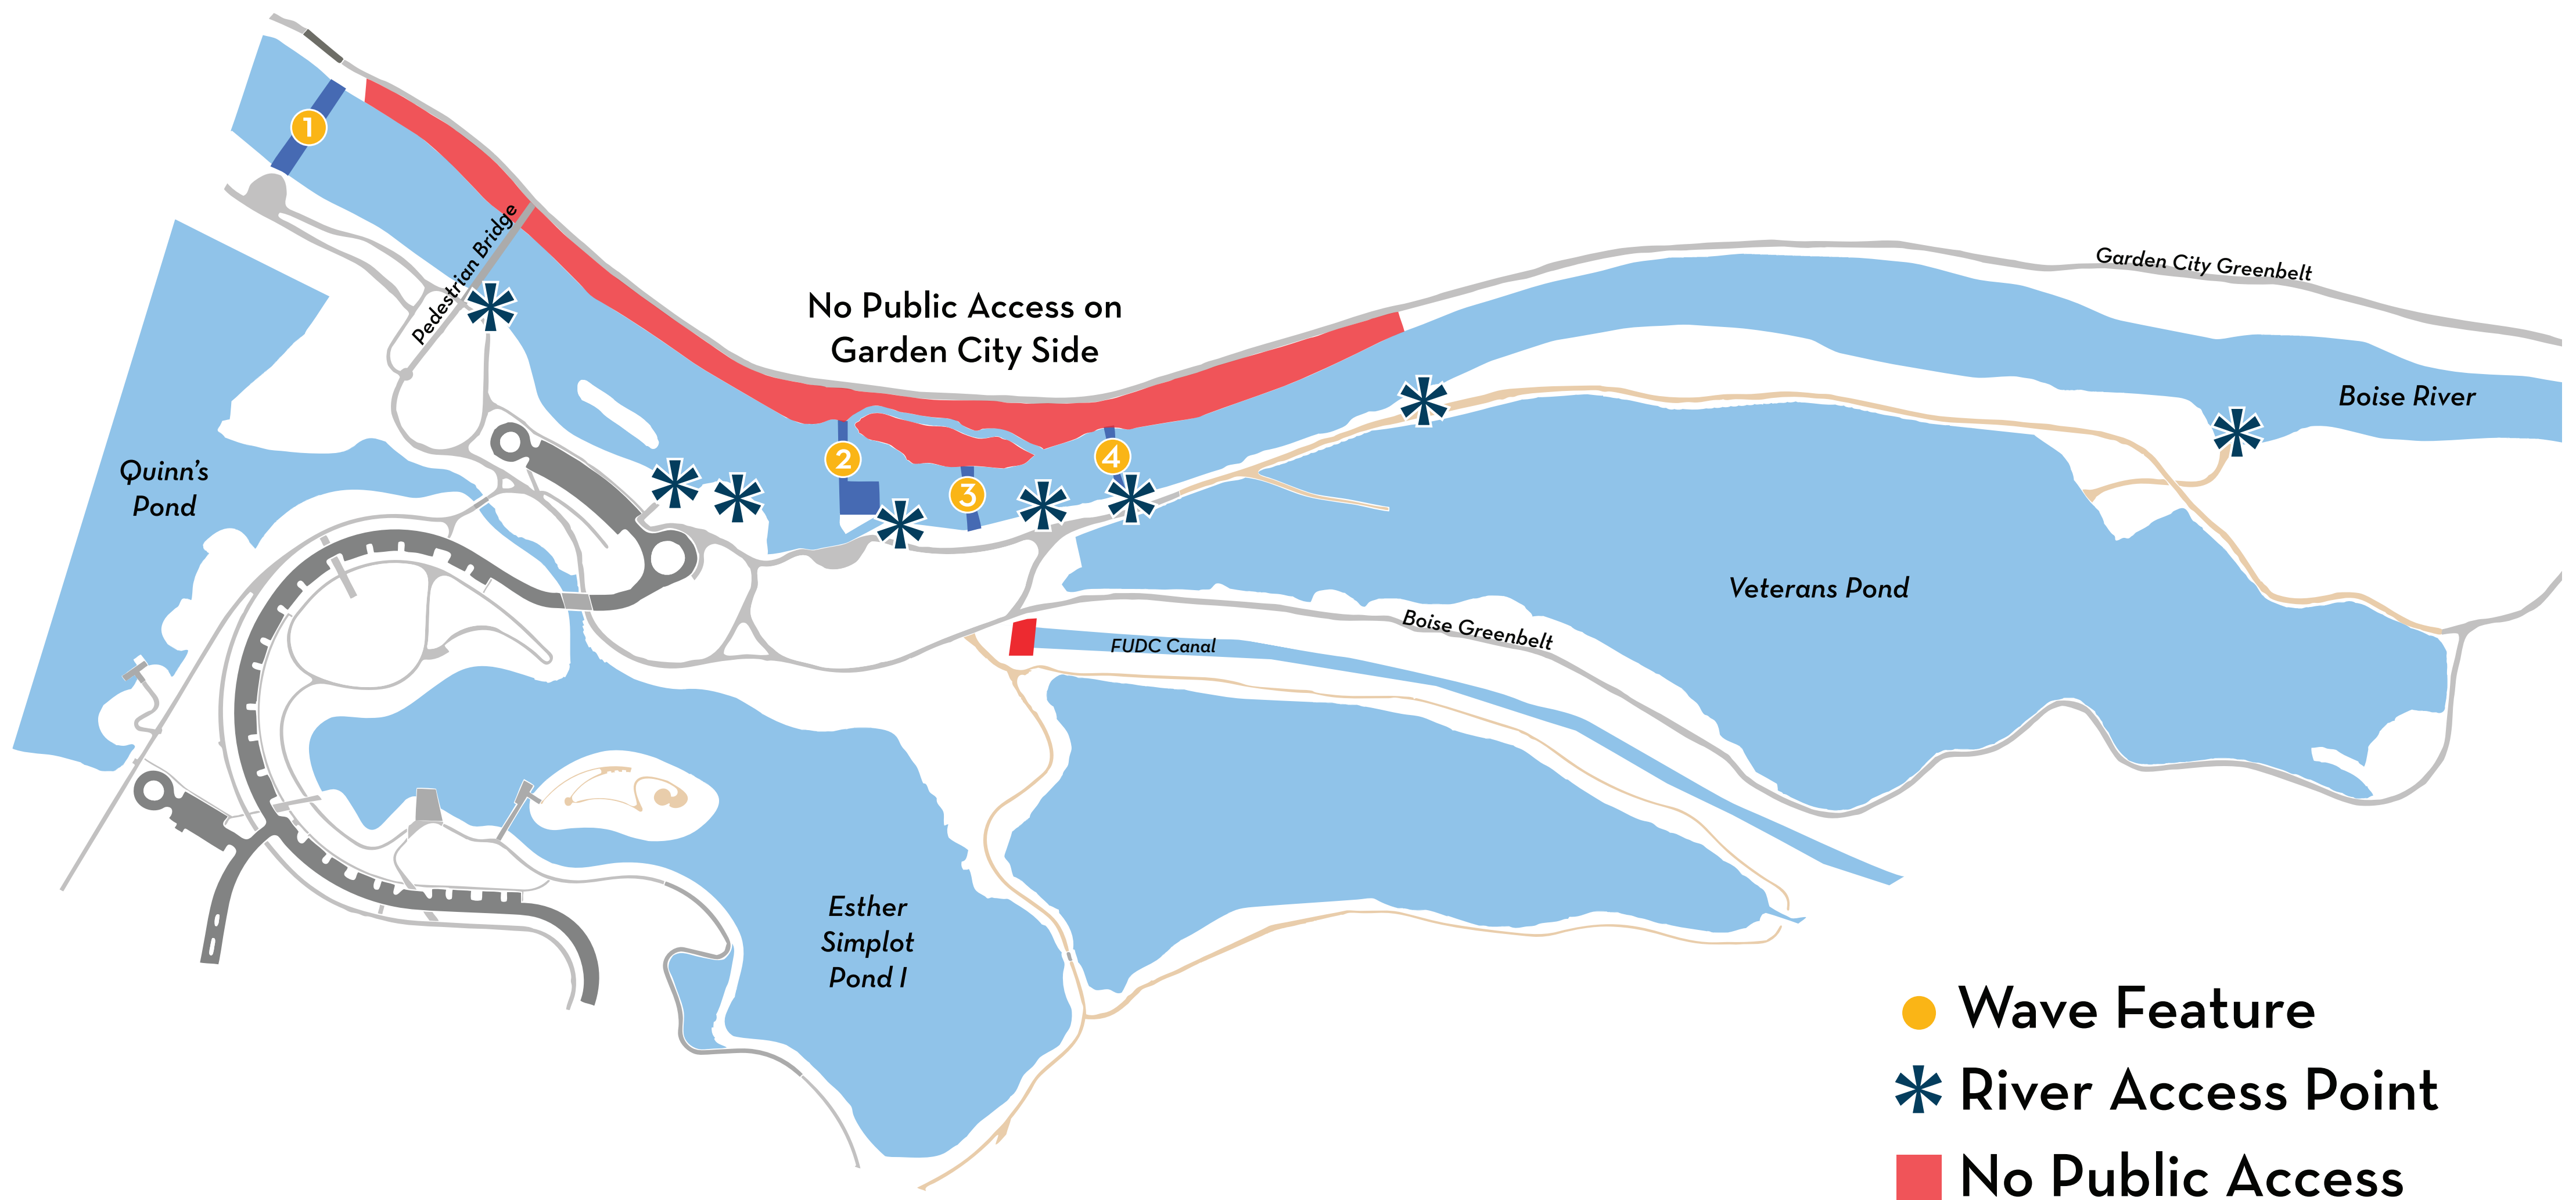 1
Pedestrian Bridge
No Public Access on
Garden City Side
Garden City Greenbelt
Boise River
2
3
4
Quinn's
Pond
Veterans Pond
Boise Greenbelt
FUDC Canal
Esther
Simplot
Pond I
Wave Feature
River Access Point
No Public Access